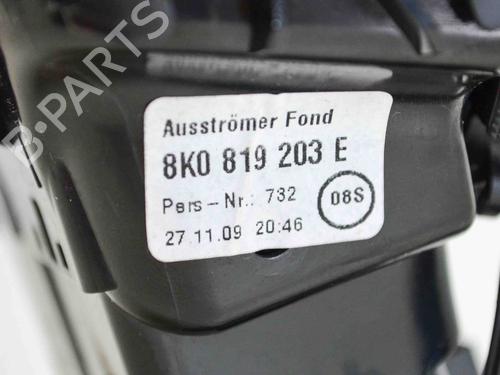 B-PARTS
Ausströmer Fond
8K0 819 203 E
Pers-Nr.: 732
08S
27.11.09 20:46